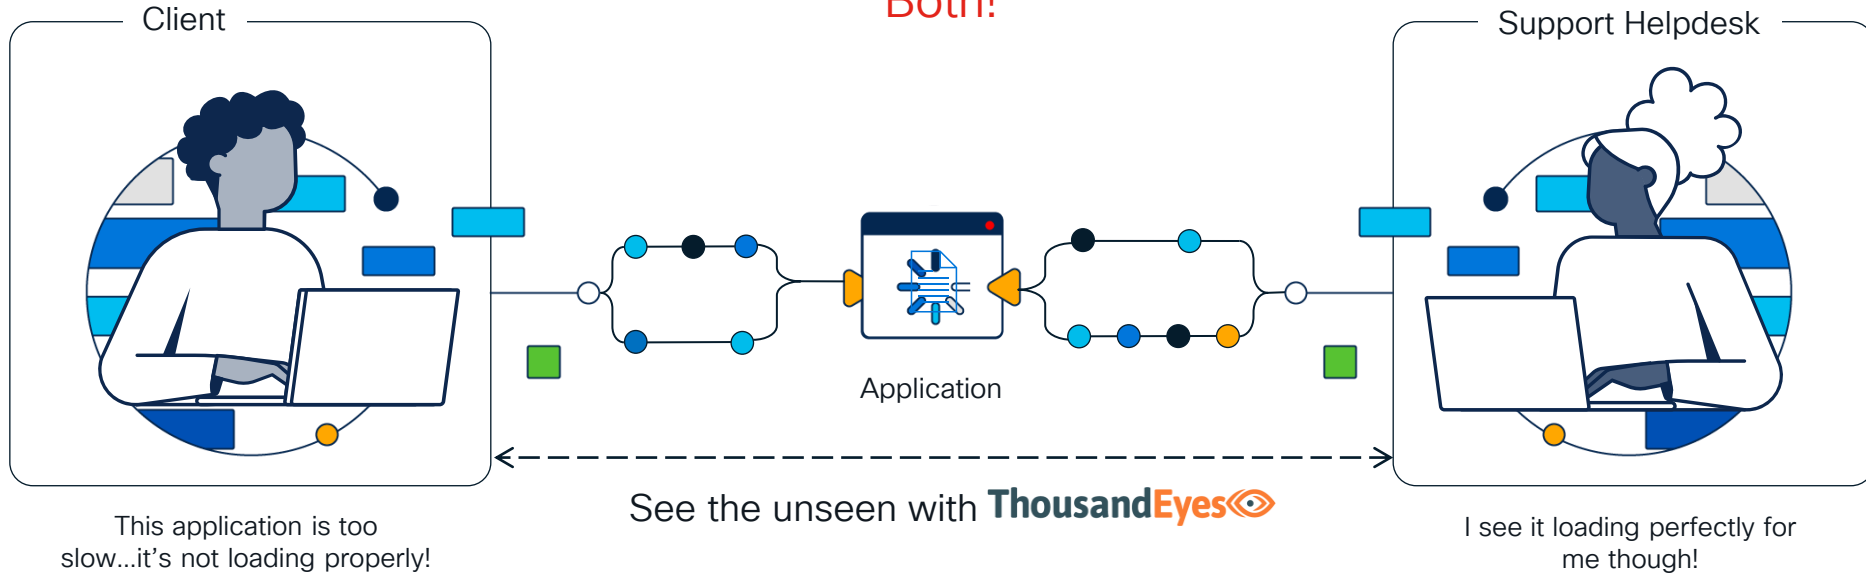 Both!
Client
Support Helpdesk
Application
See the unseen with ThousandEyes
This application is too
slow...it's not loading properly!
I see it loading perfectly for
me though!